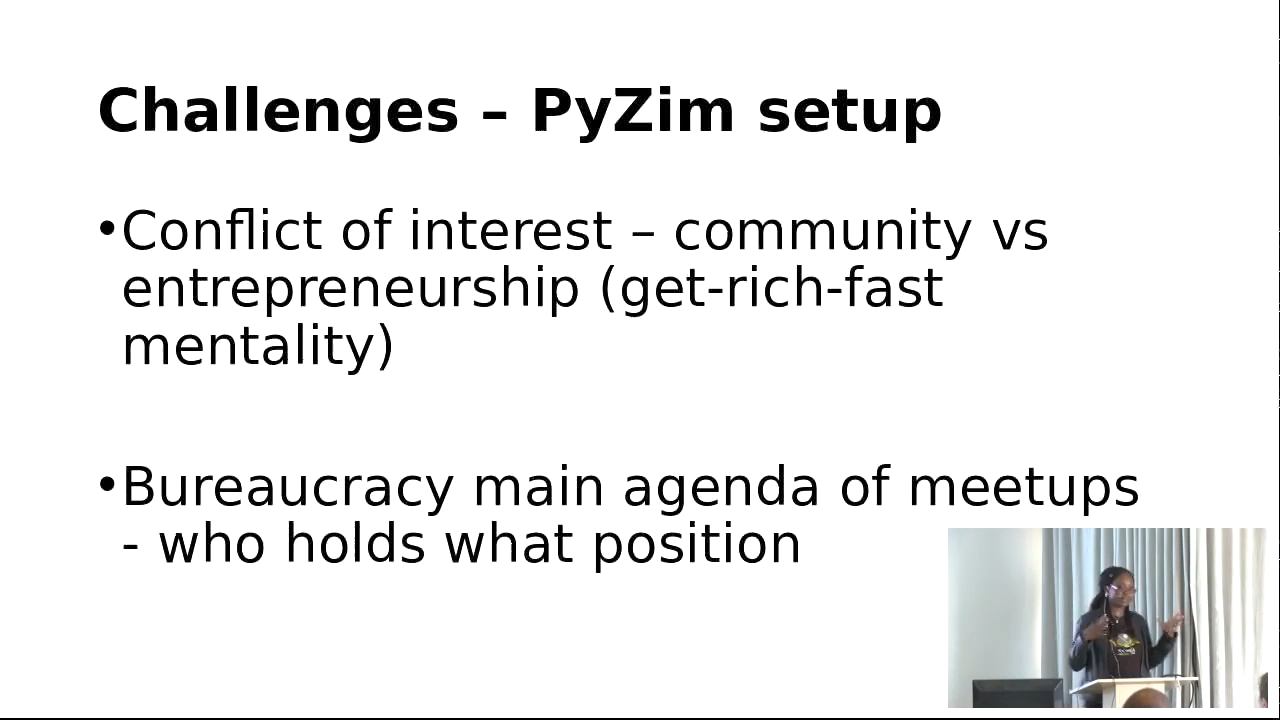 Challenges – PyZim setup
•Conflict of interest – community vs
entrepreneurship (get-rich-fast
mentality)
•Bureaucracy main agenda of meetups
- who holds what position